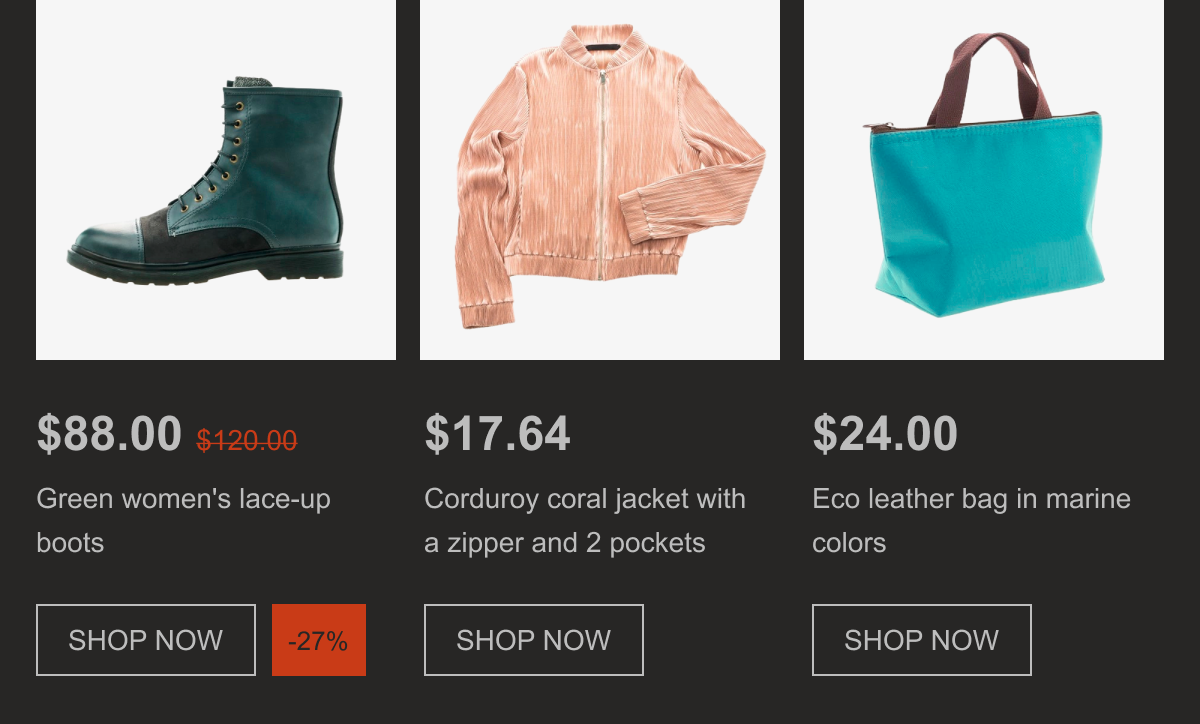 $88.00 $120.00
Green women's lace-up
boots
SHOP NOW -27%
$17.64
Corduroy coral jacket with
a zipper and 2 pockets
SHOP NOW
$24.00
Eco leather bag in marine
colors
SHOP NOW